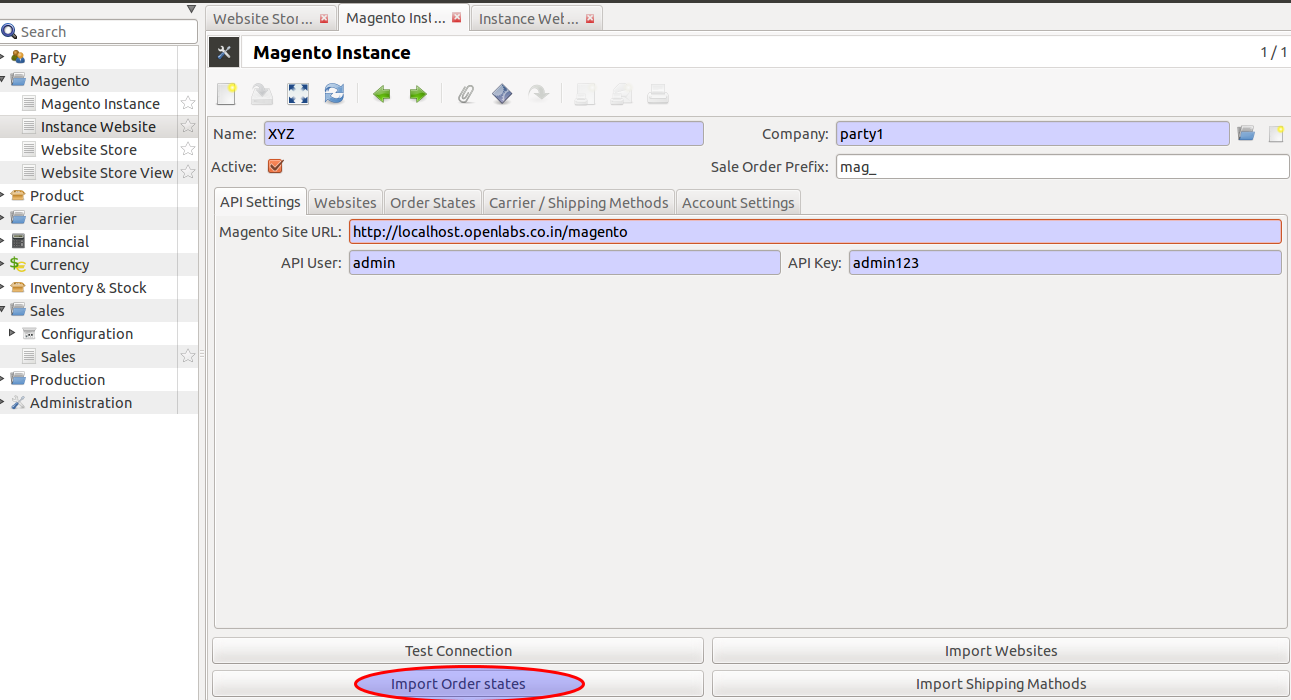 Website Stor... Magento Inst... Instance Wet...
Search
Magento Instance 1 / 1
Party
Magento
Magento Instance
Instance Website
Website Store
Website Store View
Product
Carrier
Financial
Currency
Inventory & Stock
Sales
Configuration
Sales
Production
Administration
Name: XYZ Company: party1
Active: Sale Order Prefix: mag_
API Settings Websites Order States Carrier / Shipping Methods Account Settings
Magento Site URL: http://localhost.openlabs.co.in/magento
API User: admin API Key: admin123
Test Connection Import Websites
Import Order states Import Shipping Mathods